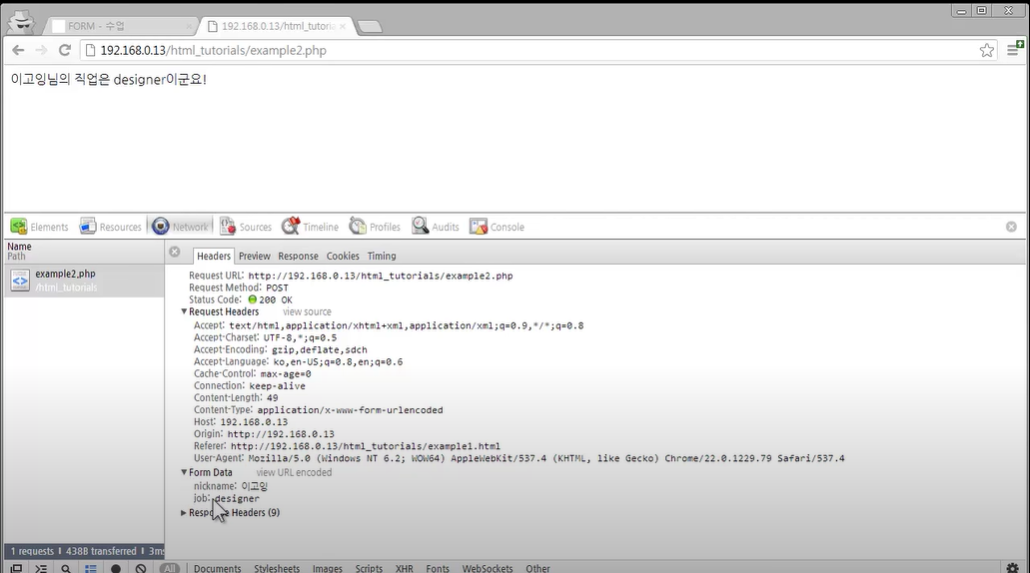 FORM - 수업
192.168.0.13/html_tutoria
192.168.0.13/html_tutorials/example2.php
이고잉님의 직업은 designer이군요!
Elements Resources Network Sources Timeline Profiles Audits Console
Name
Path
example2.php
/html_tutorials
Headers Preview Response Cookies Timing
Request URL: http://192.168.0.13/html_tutorials/example2.php
Request Method: POST
Status Code: 200 OK
Request Headers view source
Accept: text/html,application/xhtml+xml,application/xml;q=0.9,*/*;q=0.8
Accept-Charset: UTF-8,*;q=0.5
Accept-Encoding: gzip,deflate,sdch
Accept-Language: ko,en-US;q=0.8,en;q=0.6
Cache-Control: max-age=0
Connection: keep-alive
Content-Length: 49
Content-Type: application/x-www-form-urlencoded
Host: 192.168.0.13
Origin: http://192.168.0.13
Referer: http://192.168.0.13/html_tutorials/example1.html
User-Agent: Mozilla/5.0 (Windows NT 6.2; WOW64) AppleWebKit/537.4 (KHTML, like Gecko) Chrome/22.0.1229.79 Safari/537.4
Form Data view URL encoded
nickname: 이고잉
job: designer
Response Headers (9)
1 requests | 438B transferred | 3ms
All Documents Stylesheets Images Scripts XHR Fonts WebSockets Other